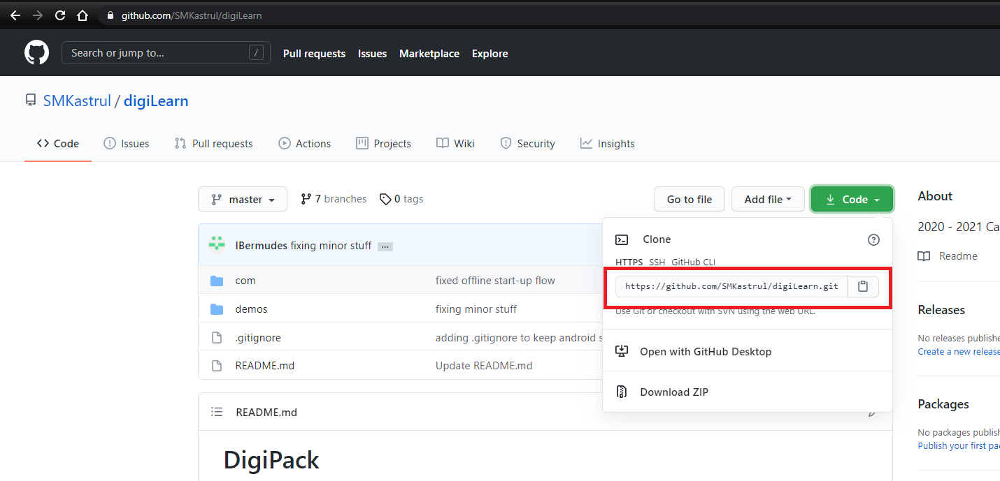 github.com/SMKastrul/digiLearn
Search or jump to... /
Pull requests Issues Marketplace Explore
SMKastrul / digiLearn
Code Issues Pull requests Actions Projects Wiki Security Insights
master 7 branches 0 tags Go to file Add file Code
IBermudes fixing minor stuff ...
com fixed offline start-up flow
demos fixing minor stuff
.gitignore adding .gitignore to keep android s
README.md Update README.md
Clone ?
HTTPS SSH GitHub CLI
https://github.com/SMKastrul/digiLearn.git
Use Git or checkout with SVN using the web URL.
Open with GitHub Desktop
Download ZIP
README.md
DigiPack
About
2020 - 2021 Ca
Readme
Releases
No releases publishe
Create a new release
Packages
No packages publish
Publish your first pa